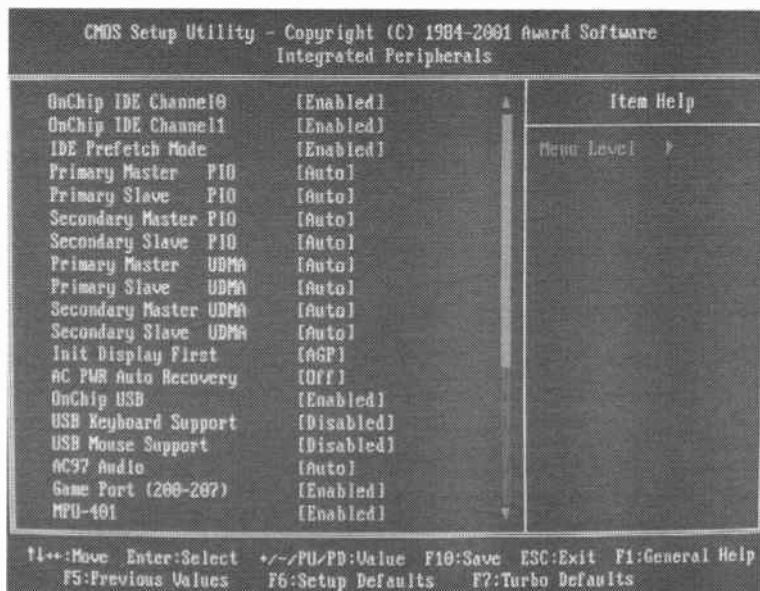 CMOS Setup Utility - Copyright (C) 1984-2001 Award Software
Integrated Peripherals
OnChip IDE Channel0 [Enabled]
OnChip IDE Channel1 [Enabled]
IDE Prefetch Mode [Enabled]
Primary Master PIO [Auto]
Primary Slave PIO [Auto]
Secondary Master PIO [Auto]
Secondary Slave PIO [Auto]
Primary Master UDMA [Auto]
Primary Slave UDMA [Auto]
Secondary Master UDMA [Auto]
Secondary Slave UDMA [Auto]
Init Display First [AGP]
AC PWR Auto Recovery [Off]
OnChip USB [Enabled]
USB Keyboard Support [Disabled]
USB Mouse Support [Disabled]
AC97 Audio [Auto]
Game Port (200-207) [Enabled]
MPU-401 [Enabled]
Item Help
Menu Level ►
↑↓→←:Move Enter:Select +/-/PU/PD:Value F10:Save ESC:Exit F1:General Help
F5:Previous Values F6:Setup Defaults F7:Turbo Defaults